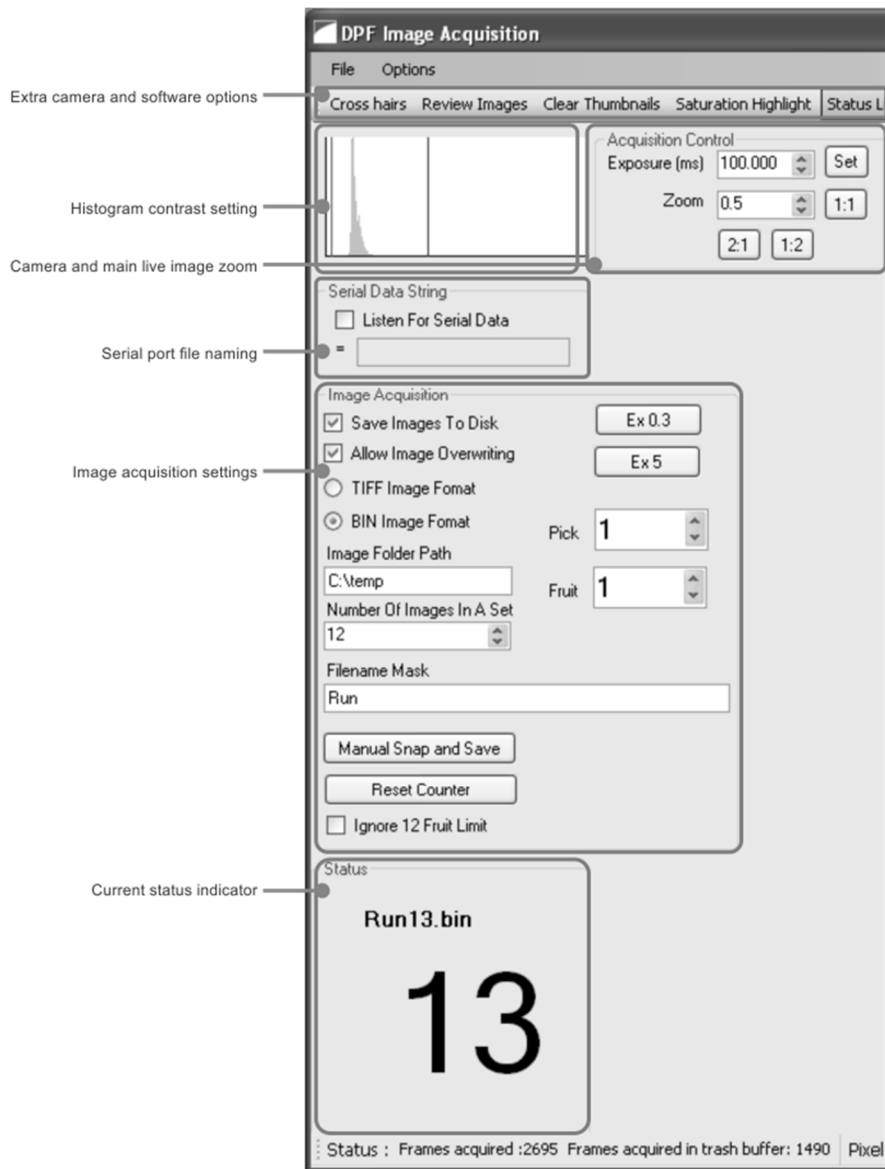 DPF Image Acquisition
File Options
Extra camera and software options
Cross hairs Review Images Clear Thumbnails Saturation Highlight Status L
Histogram contrast setting
Acquisition Control
Exposure (ms) 100.000 Set
Zoom 0.5 1:1
2:1 1:2
Camera and main live image zoom
Serial Data String
Listen For Serial Data
Serial port file naming
=
Image Acquisition
Save Images To Disk Ex 0.3
Allow Image Overwriting Ex 5
Image acquisition settings
TIFF Image Fomat
BIN Image Fomat Pick 1
Image Folder Path
C:\temp Fruit 1
Number Of Images In A Set
12
Filename Mask
Run
Manual Snap and Save
Reset Counter
Ignore 12 Fruit Limit
Status
Current status indicator
Run13.bin
13
Status : Frames acquired :2695 Frames acquired in trash buffer: 1490 Pixel